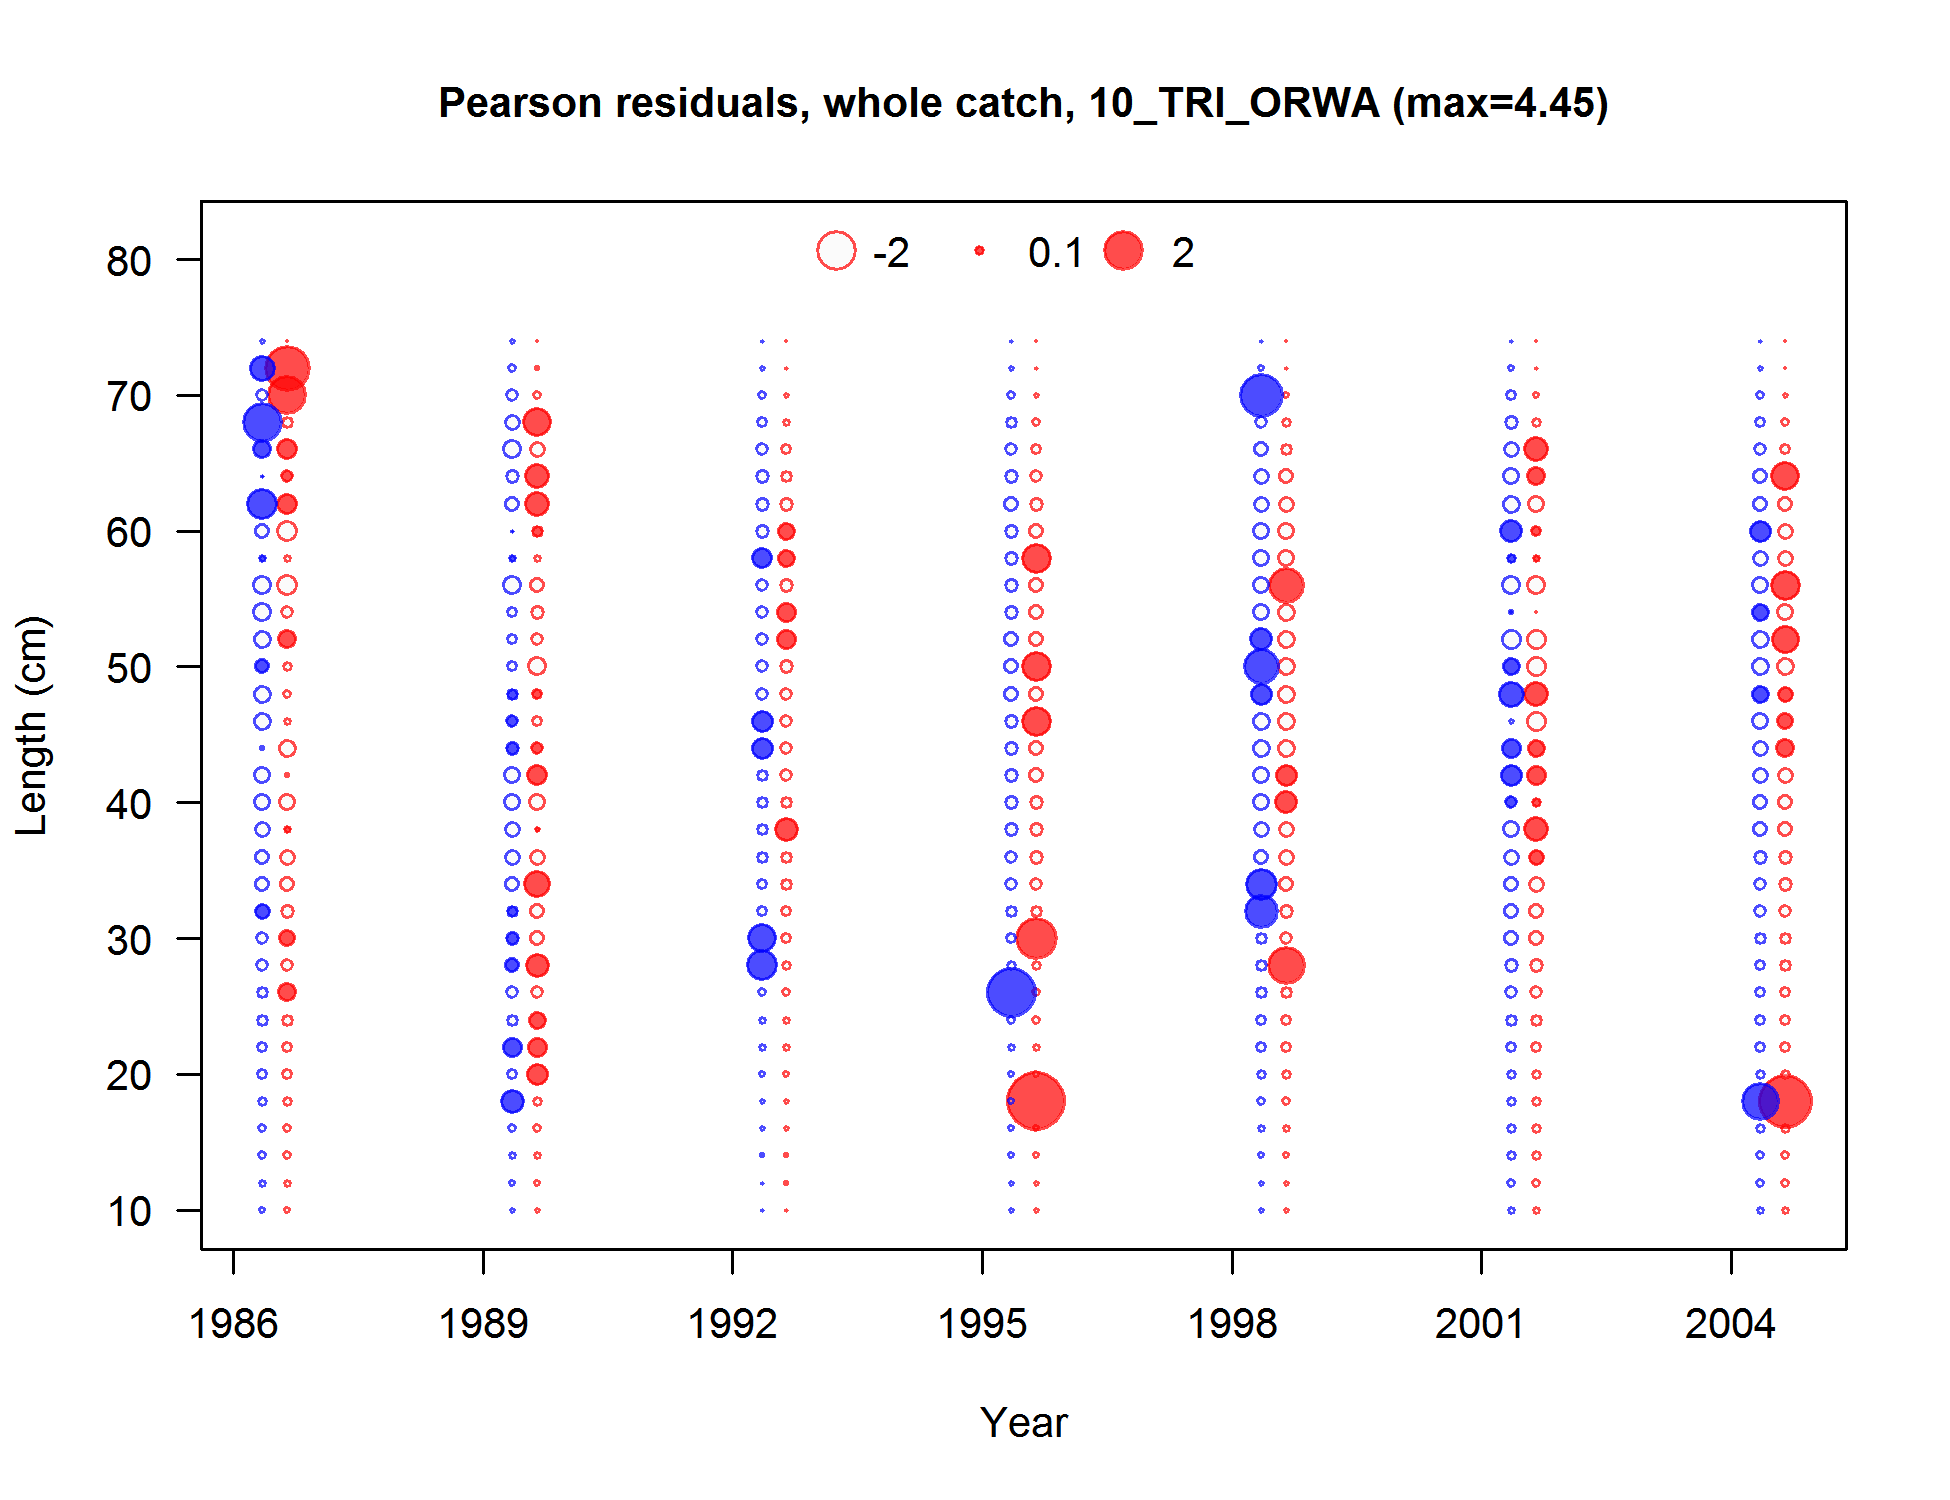 Pearson residuals, whole catch, 10_TRI_ORWA (max=4.45)
-2 0.1 2
80
70
60
50
40
30
20
10
Length (cm)
1986 1989 1992 1995 1998 2001 2004
Year